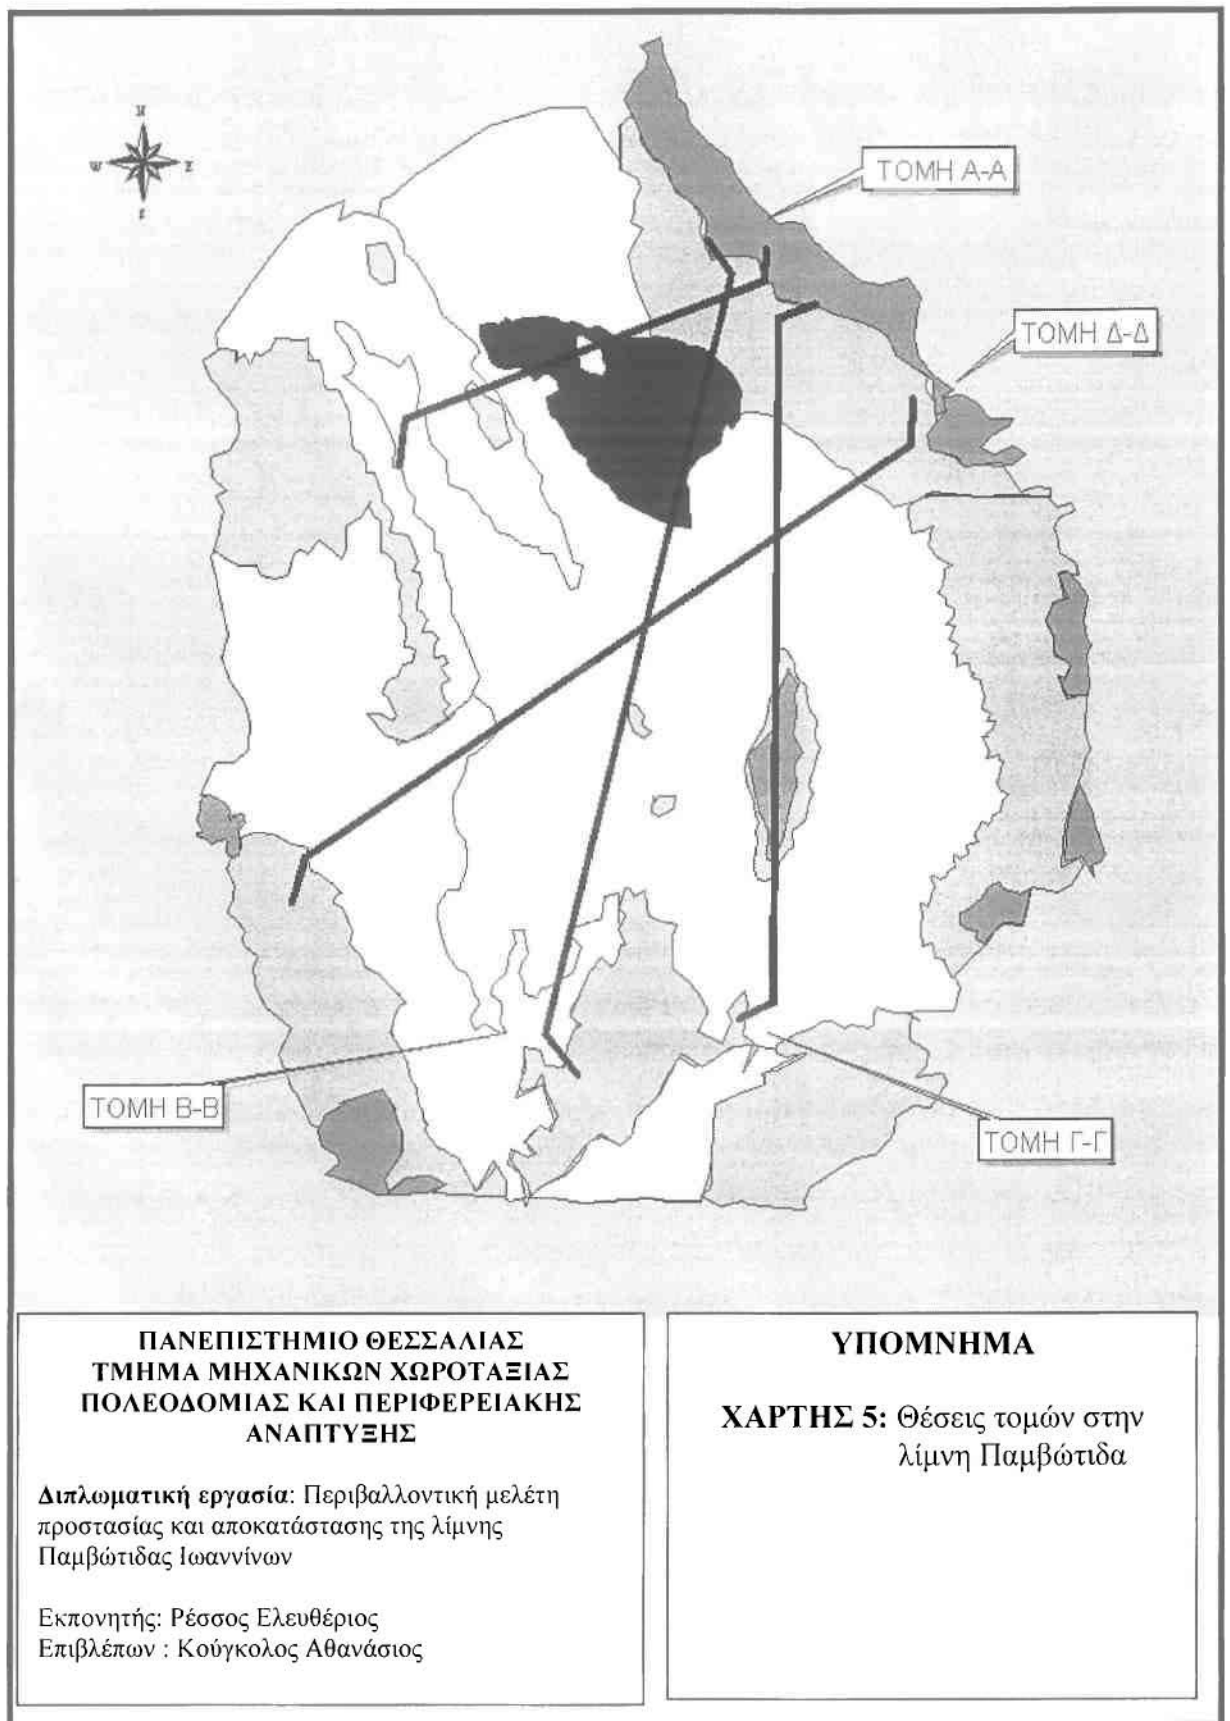 N
W E
S
ΤΟΜΗ Α-Α
ΤΟΜΗ Δ-Δ
ΤΟΜΗ Β-Β
ΤΟΜΗ Γ-Γ
ΠΑΝΕΠΙΣΤΗΜΙΟ ΘΕΣΣΑΛΙΑΣ
ΤΜΗΜΑ ΜΗΧΑΝΙΚΩΝ ΧΩΡΟΤΑΞΙΑΣ
ΠΟΛΕΟΔΟΜΙΑΣ ΚΑΙ ΠΕΡΙΦΕΡΕΙΑΚΗΣ
ΑΝΑΠΤΥΞΗΣ
Διπλωματική εργασία: Περιβαλλοντική μελέτη
προστασίας και αποκατάστασης της λίμνης
Παμβώτιδας Ιωαννίνων
Εκπονητής: Ρέσσος Ελευθέριος
Επιβλέπων : Κούγκολος Αθανάσιος
ΥΠΟΜΝΗΜΑ
ΧΑΡΤΗΣ 5: Θέσεις τομών στην
λίμνη Παμβώτιδα